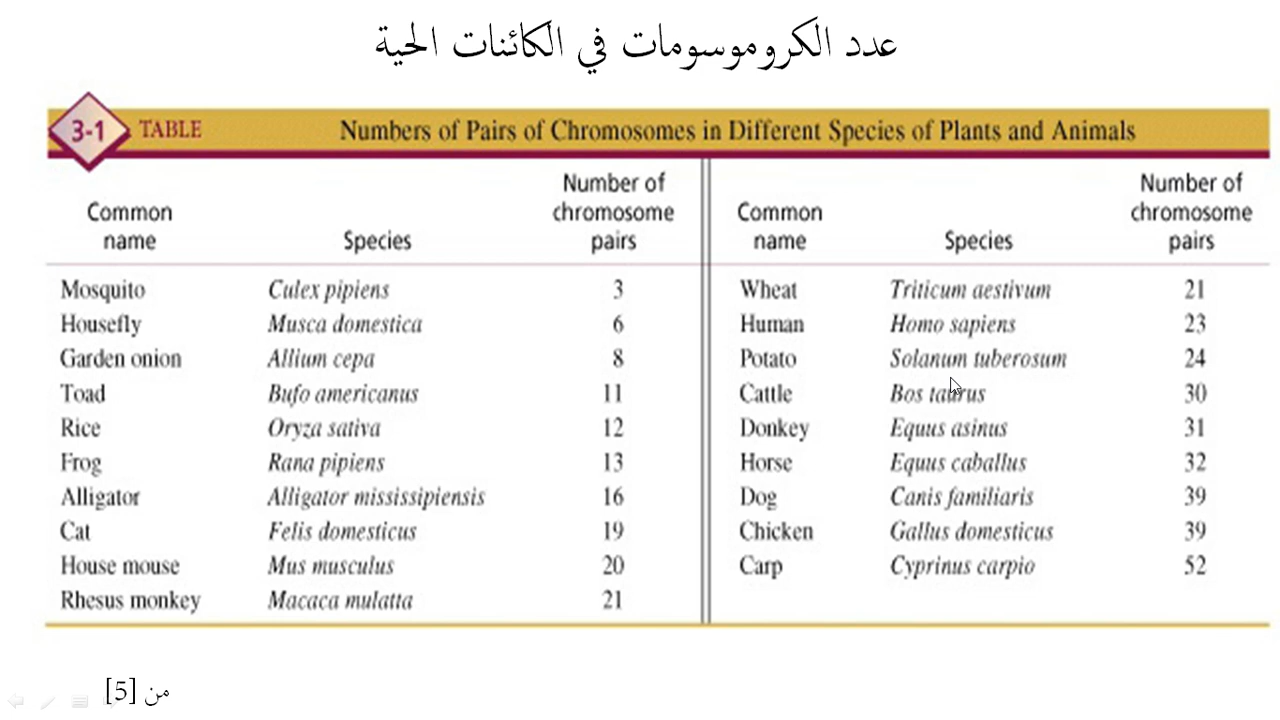 عدد الكروموسومات في الكائنات الحية
3-1 TABLE Numbers of Pairs of Chromosomes in Different Species of Plants and Animals
Common name Species Number of chromosome pairs
Mosquito Culex pipiens 3
Housefly Musca domestica 6
Garden onion Allium cepa 8
Toad Bufo americanus 11
Rice Oryza sativa 12
Frog Rana pipiens 13
Alligator Alligator mississipiensis 16
Cat Felis domesticus 19
House mouse Mus musculus 20
Rhesus monkey Macaca mulatta 21
Common name Species Number of chromosome pairs
Wheat Triticum aestivum 21
Human Homo sapiens 23
Potato Solanum tuberosum 24
Cattle Bos taurus 30
Donkey Equus asinus 31
Horse Equus caballus 32
Dog Canis familiaris 39
Chicken Gallus domesticus 39
Carp Cyprinus carpio 52
من [5]